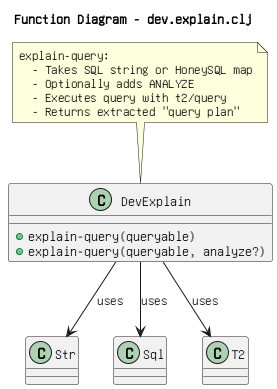 Function Diagram - dev.explain.clj
explain-query:
- Takes SQL string or HoneySQL map
- Optionally adds ANALYZE
- Executes query with t2/query
- Returns extracted "query plan"
C DevExplain
explain-query(queryable)
explain-query(queryable, analyze?)
uses uses uses
C Str C Sql C T2